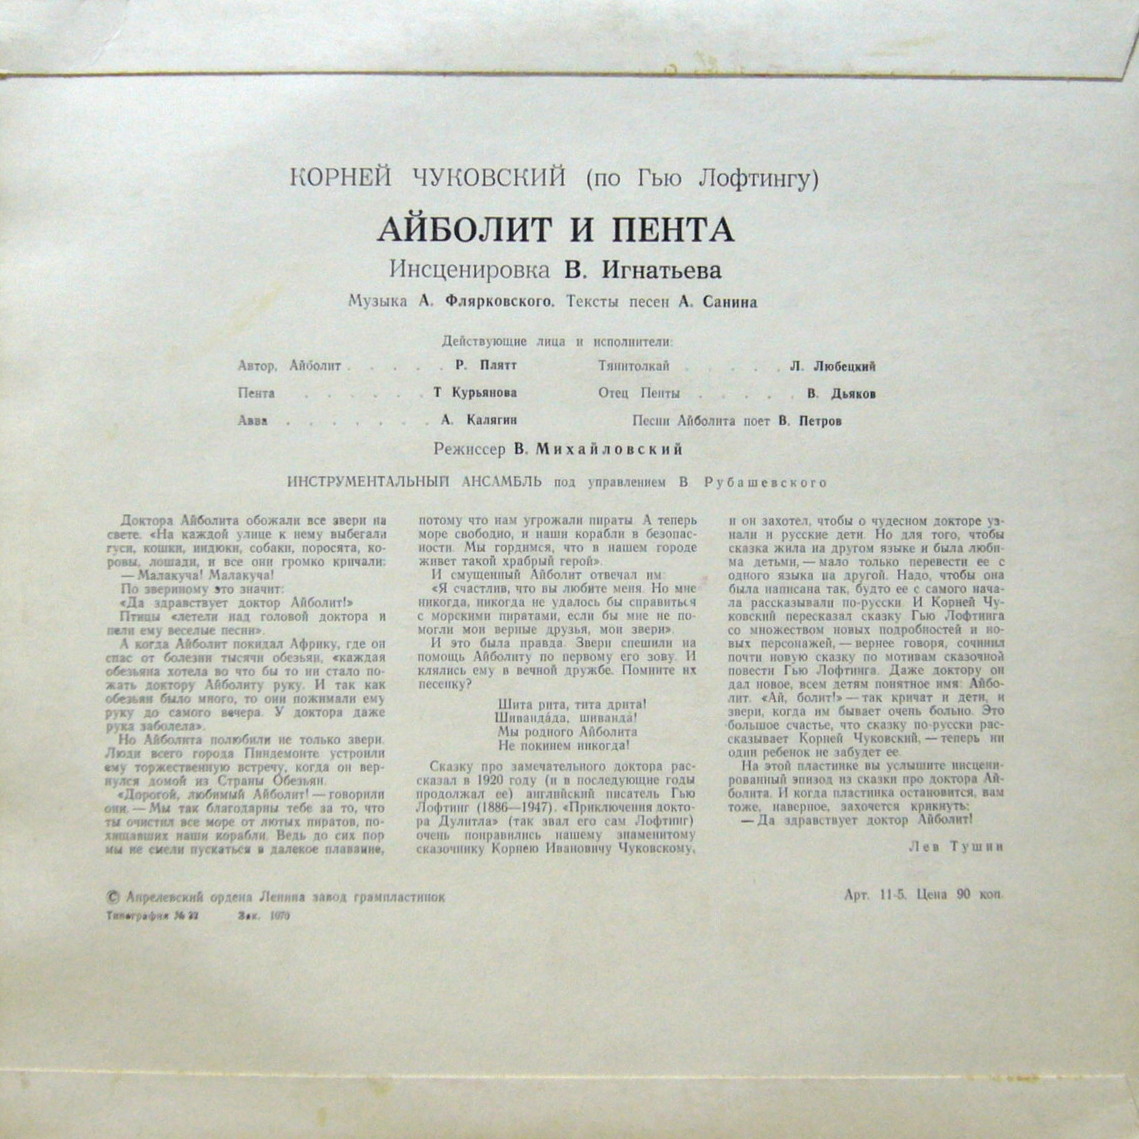 КОРНЕЙ ЧУКОВСКИЙ (по Гью Лофтингу)
АЙБОЛИТ И ПЕНТА
Инсценировка В. Игнатьева
Музыка А. Флярковского. Тексты песен А. Санина
Действующие лица и исполнители:
Автор, Айболит . . . . . Р. Плятт
Тянитолкай . . . . . Л. Любецкий
Пента . . . . . . Т Курьянова
Отец Пенты . . . . . В. Дьяков
Авва . . . . . . . А. Калягин
Песни Айболита поет В. Петров
Режиссер В. Михайловский
ИНСТРУМЕНТАЛЬНЫЙ АНСАМБЛЬ под управлением В Рубашевского
Доктора Айболита обожали все звери на
свете. «На каждой улице к нему выбегали
гуси, кошки, индюки, собаки, поросята, ко-
ровы, лошади, и все они громко кричали:
— Малакуча! Малакуча!
По звериному это значит:
«Да здравствует доктор Айболит!»
Птицы «летели над головой доктора и
пели ему веселые песни».
А когда Айболит покидал Африку, где он
спас от болезни тысячи обезьян, «каждая
обезьяна хотела во что бы то ни стало по-
жать доктору Айболиту руку. И так как
обезьян было много, то они пожимали ему
руку до самого вечера. У доктора даже
рука заболела».
Но Айболита полюбили не только звери.
Люди всего города Пиндемонте устроили
ему торжественную встречу, когда он вер-
нулся домой из Страны Обезьян.
«Дорогой, любимый Айболит! — говорили
они. — Мы так благодарны тебе за то, что
ты очистил все море от лютых пиратов, по-
хищавших наши корабли. Ведь до сих пор
мы не смели пускаться в далекое плавание,
потому что нам угрожали пираты А теперь
море свободно, и наши корабли в безопас-
ности. Мы гордимся, что в нашем городе
живет такой храбрый герой».
И смущенный Айболит отвечал им:
«Я счастлив, что вы любите меня. Но мне
никогда, никогда не удалось бы справиться
с морскими пиратами, если бы мне не по-
могли мои верные друзья, мои звери».
И это была правда. Звери спешили на
помощь Айболиту по первому его зову. И
клялись ему в вечной дружбе. Помните их
песенку?
Шита рита, тита дрита!
Шивандáда, шивандá!
Мы родного Айболита
Не покинем никогда!
Сказку про замечательного доктора рас-
сказал в 1920 году (и в последующие годы
продолжал ее) английский писатель Гью
Лофтинг (1886—1947). «Приключения докто-
ра Дулитла» (так звал его сам Лофтинг)
очень понравились нашему знаменитому
сказочнику Корнею Ивановичу Чуковскому,
и он захотел, чтобы о чудесном докторе уз-
нали и русские дети. Но для того, чтобы
сказка жила на другом языке и была люби-
ма детьми, — мало только перевести ее с
одного языка на другой. Надо, чтобы она
была написана так, будто ее с самого нача-
ла рассказывали по-русски. И Корней Чу-
ковский пересказал сказку Гью Лофтинга
со множеством новых подробностей и но-
вых персонажей, — вернее говоря, сочинил
почти новую сказку по мотивам сказочной
повести Гью Лофтинга. Даже доктору он
дал новое, всем детям понятное имя: Айбо-
лит. «Ай, болит!» — так кричат и дети, и
звери, когда им бывает очень больно. Это
большое счастье, что сказку по-русски рас-
сказывает Корней Чуковский, — теперь ни
один ребенок не забудет ее.
На этой пластинке вы услышите инсцени-
рованный эпизод из сказки про доктора Ай-
болита. И когда пластинка остановится, вам
тоже, наверное, захочется крикнуть:
— Да здравствует доктор Айболит!
Лев Тушин
© Апрелевский ордена Ленина завод грампластинок
Арт. 11-5. Цена 90 коп.
Типография № 22 Зак. 1070